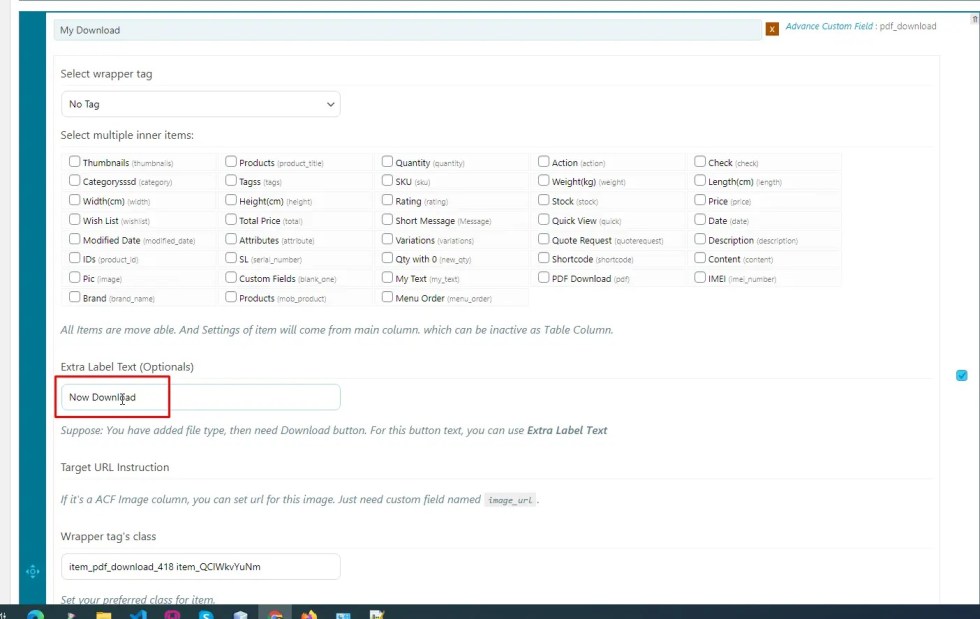 My Download
x Advance Custom Field : pdf_download
Select wrapper tag
No Tag
Select multiple inner items:
Thumbnails (thumbnails) Products (product_title) Quantity (quantity) Action (action) Check (check)
Categorysssd (category) Tagss (tags) SKU (sku) Weight(kg) (weight) Length(cm) (length)
Width(cm) (width) Height(cm) (height) Rating (rating) Stock (stock) Price (price)
Wish List (wishlist) Total Price (total) Short Message (Message) Quick View (quick) Date (date)
Modified Date (modified_date) Attributes (attribute) Variations (variations) Quote Request (quoterequest) Description (description)
IDs (product_id) SL (serial_number) Qty with 0 (new_qty) Shortcode (shortcode) Content (content)
Pic (image) Custom Fields (blank_one) My Text (my_text) PDF Download (pdf) IMEI (imei_number)
Brand (brand_name) Products (mob_product) Menu Order (menu_order)
All Items are move able. And Settings of item will come from main column. which can be inactive as Table Column.
Extra Label Text (Optionals)
Now Download
Suppose: You have added file type, then need Download button. For this button text, you can use Extra Label Text
Target URL Instruction
If it's a ACF Image column, you can set url for this image. Just need custom field named image_url.
Wrapper tag's class
item_pdf_download_418 item_QClWkvYuNm
Set your preferred class for item.